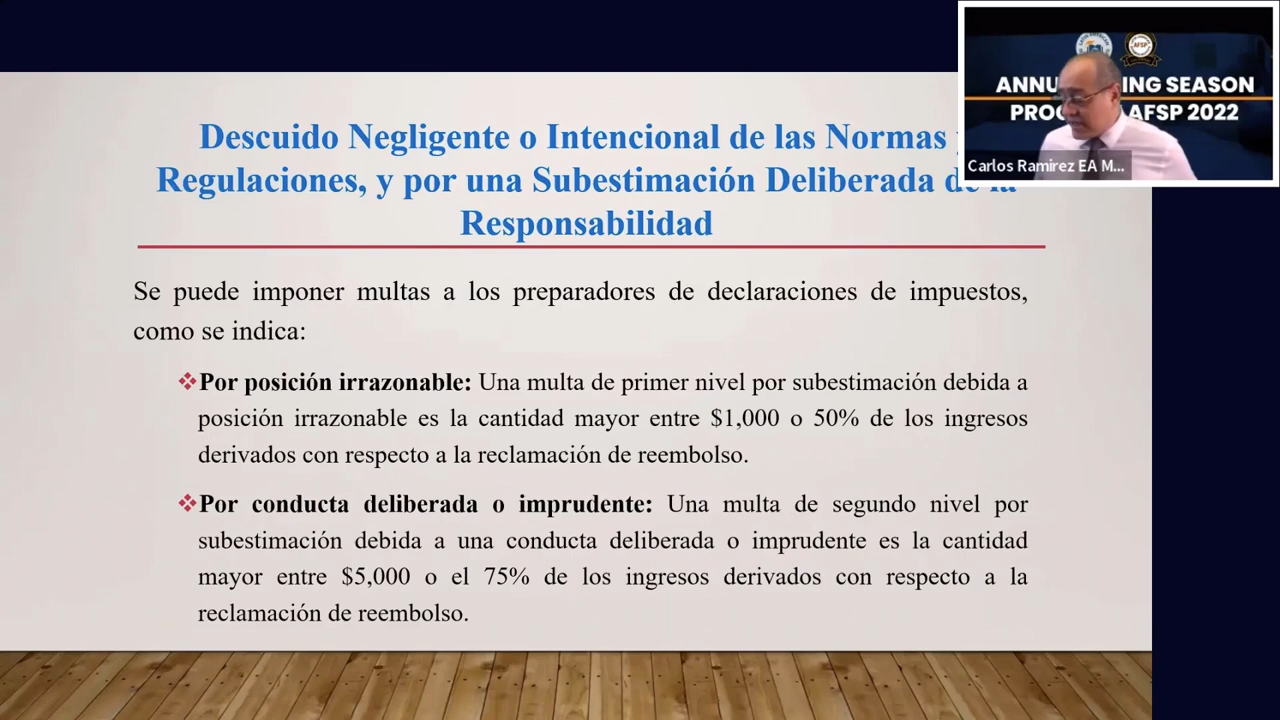 ANNU ING SEASON
PRO AFSP 2022
AFSP
Carlos Ramirez EA M...
Descuido Negligente o Intencional de las Normas y
Regulaciones, y por una Subestimación Deliberada de la
Responsabilidad
Se puede imponer multas a los preparadores de declaraciones de impuestos,
como se indica:
❖Por posición irrazonable: Una multa de primer nivel por subestimación debida a
posición irrazonable es la cantidad mayor entre $1,000 o 50% de los ingresos
derivados con respecto a la reclamación de reembolso.
❖Por conducta deliberada o imprudente: Una multa de segundo nivel por
subestimación debida a una conducta deliberada o imprudente es la cantidad
mayor entre $5,000 o el 75% de los ingresos derivados con respecto a la
reclamación de reembolso.